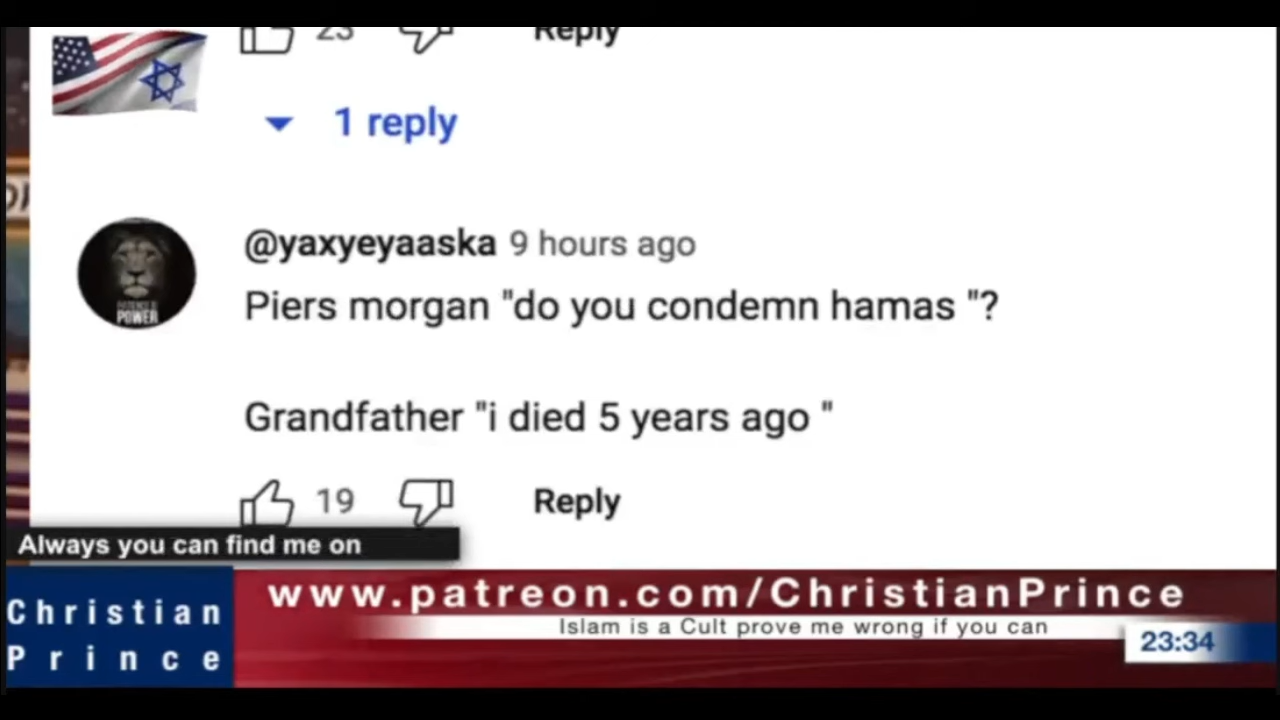 23 Reply
1 reply
@yaxyeyaaska 9 hours ago
Piers morgan "do you condemn hamas "?
Grandfather "i died 5 years ago "
POWER
19 Reply
Always you can find me on
www.patreon.com/ChristianPrince
Islam is a Cult prove me wrong if you can
Christian
Prince
23:34